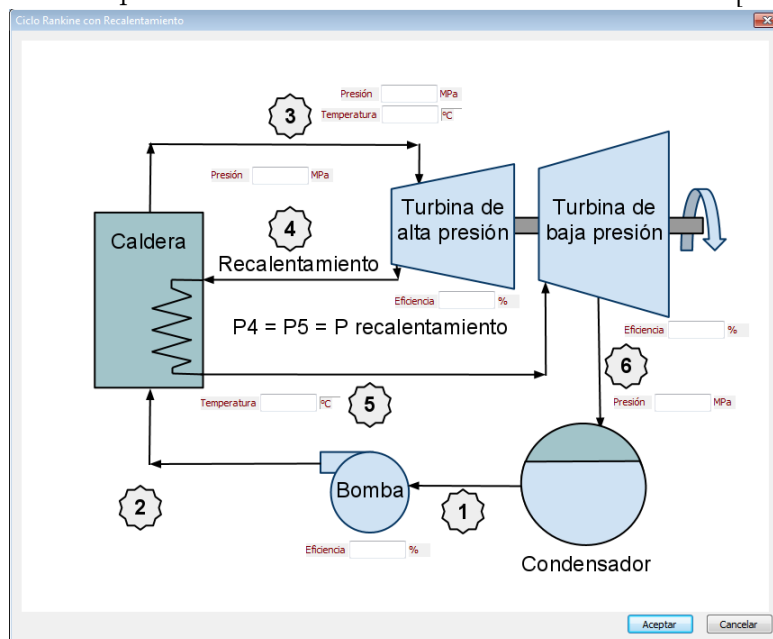 Ciclo Rankine con Recalentamiento
Presión MPa
3 Temperatura ºC
Presión MPa
Turbina de alta presión
Turbina de baja presión
Caldera
4
Recalentamiento
Eficiencia %
P4 = P5 = P recalentamiento
Eficiencia %
6
Temperatura ºC 5
Presión MPa
Bomba
2
1
Eficiencia %
Condensador
Aceptar Cancelar